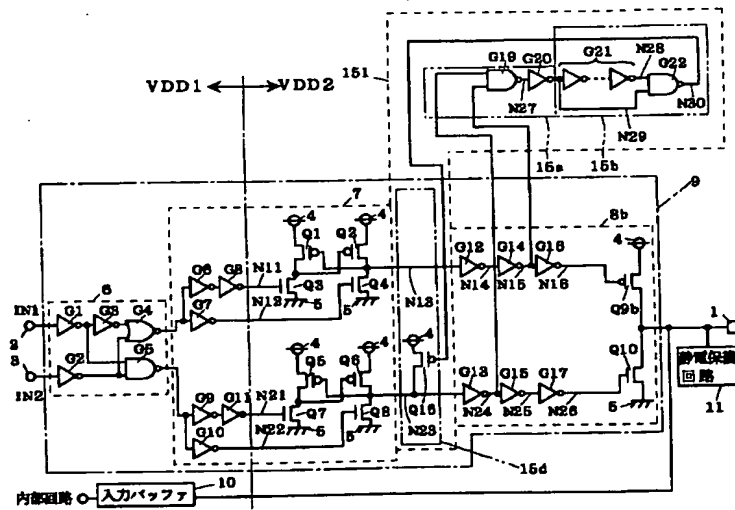 151
G19
G20
G21
N28
G22
VDD1
VDD2
N27
N30
N29
15a
15b
9
7
8b
4
4
Q1
Q2
4
6
G6
G8
N11
G12
G14
G16
IN1
G1
G3
G4
G7
N12
Q3
5
Q4
5
N13
N14
N15
N16
Q9b
2
4
4
4
1
3
G2
G5
Q5
Q6
Q10
静電保護
回路
IN2
G9
G11
N21
Q7
Q8
G13
G15
G17
11
G10
N22
5
5
Q16
N23
N24
N25
N26
5
15d
内部回路
入力バッファ
10